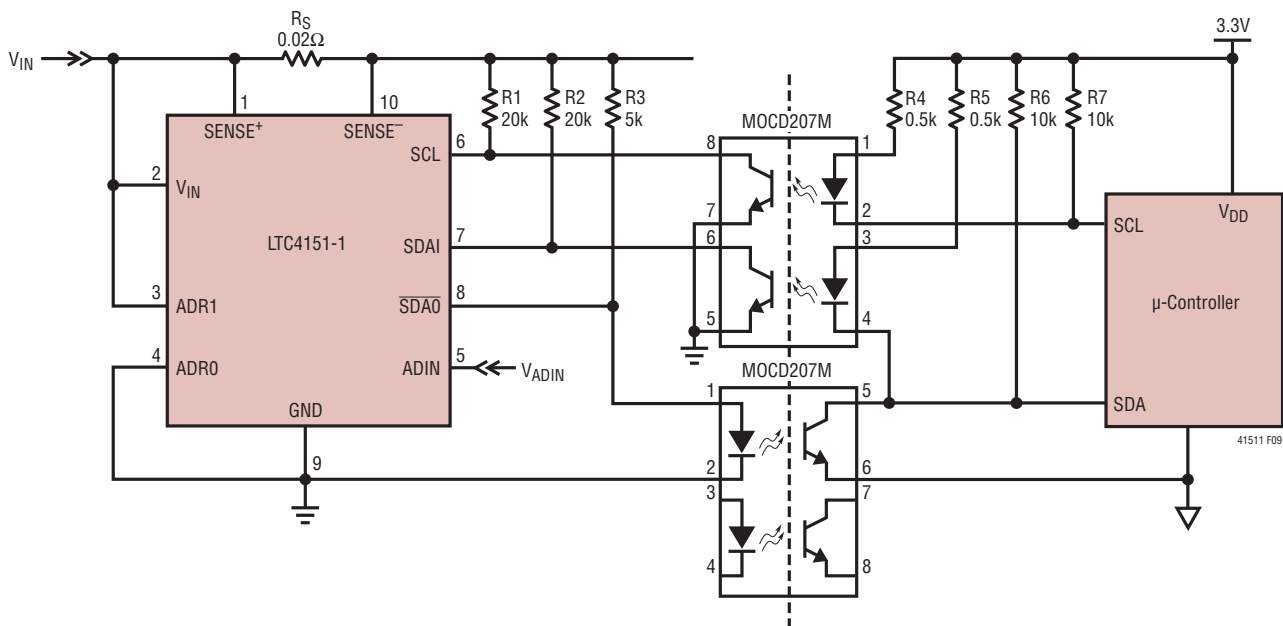 R_S
0.02Ω
3.3V
V_IN
1
10
R1
20k
R2
20k
R3
5k
R4
0.5k
R5
0.5k
R6
10k
R7
10k
SENSE⁺
SENSE⁻
MOCD207M
6
SCL
8
1
2
V_IN
7
2
V_DD
SCL
LTC4151-1
SDAI
7
6
3
3
ADR1
S̅D̅A̅0̅
8
5
4
µ-Controller
4
ADR0
ADIN
5
V_ADIN
MOCD207M
1
5
SDA
GND
41511 F09
9
2
6
3
7
4
8